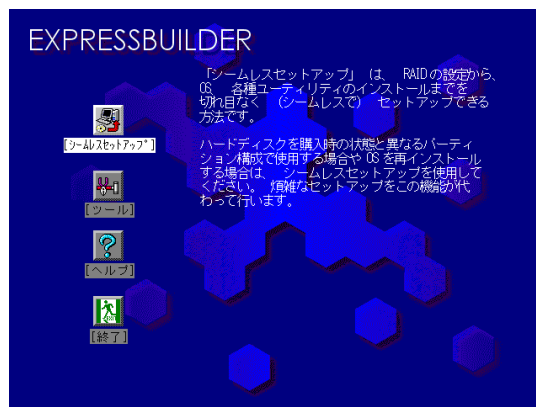 EXPRESSBUILDER
「シームレスセットアップ」 は、 RAIDの設定から、
OS、 各種ユーティリティのインストールまでを
切れ目なく （シームレスで） セットアップできる
方法です。
ハードディスクを購入時の状態と異なるパーティ
ション構成で使用する場合や OSを再インストール
する場合は、 シームレスセットアップを使用して
ください。 煩雑なセットアップをこの機能が代
わって行います。
[シームレスセットアップ]
[ツール]
[ヘルプ]
[終了]